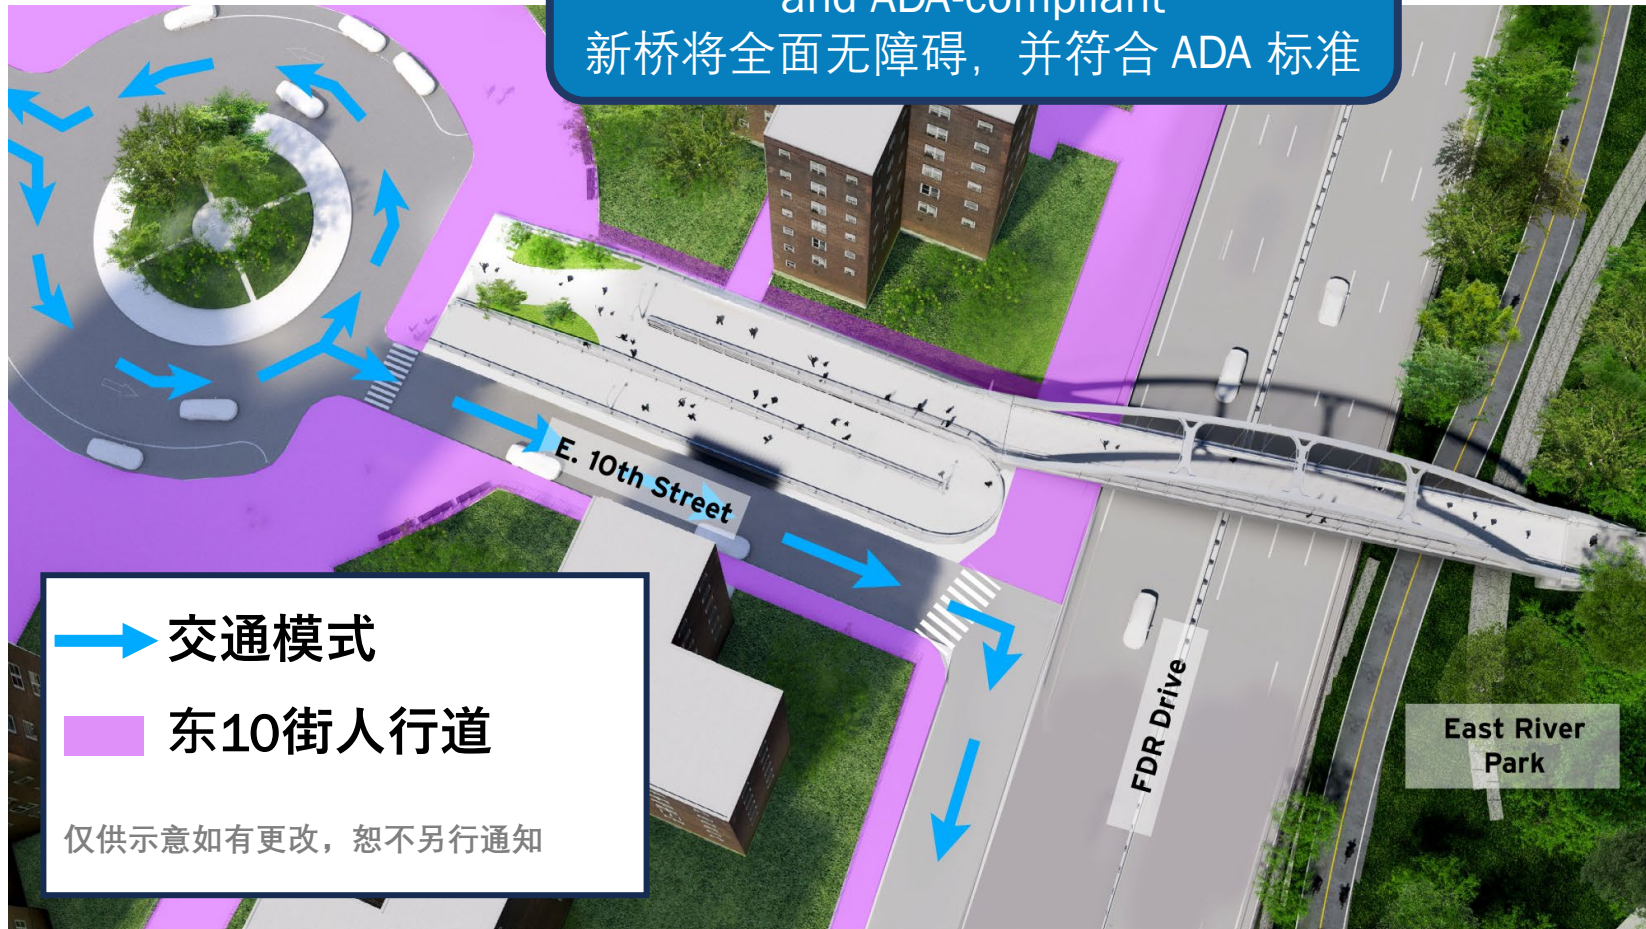 and ADA-compliant
新桥将全面无障碍，并符合 ADA 标准
E. 10th Street
FDR Drive
East River
Park
交通模式
东10街人行道
仅供示意如有更改，恕不另行通知